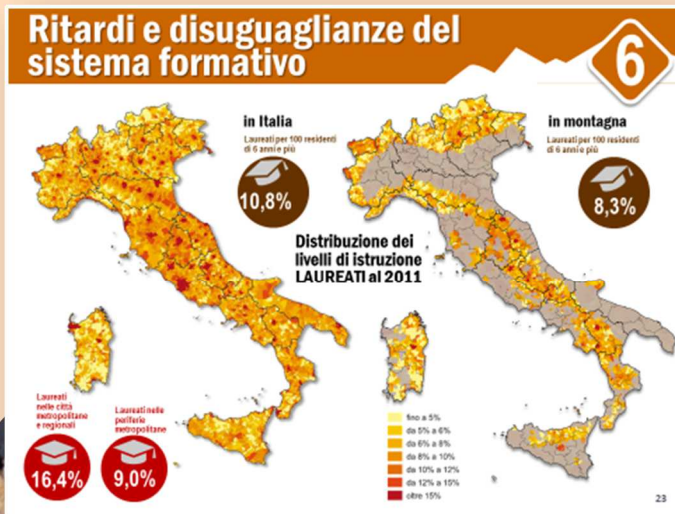 Ritardi e disuguaglianze del
sistema formativo
6
in Italia
Laureati per 100 residenti
di 6 anni e più
10,8%
in montagna
Laureati per 100 residenti
di 6 anni e più
8,3%
Distribuzione dei
livelli di istruzione
LAUREATI al 2011
Laureati
nelle città
metropolitane
e regionali
16,4%
Laureati nelle
periferie
metropolitane
9,0%
fino a 5%
da 5% a 6%
da 6% a 8%
da 8% a 10%
da 10% a 12%
da 12% a 15%
oltre 15%
23